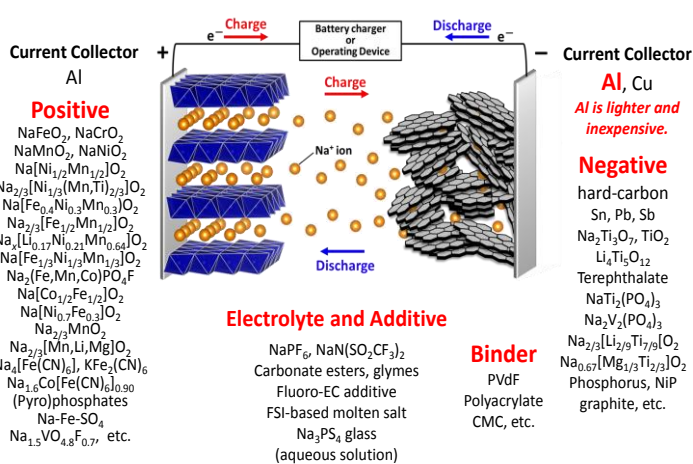 e⁻ Charge
Battery charger
or
Operating Device
Discharge e⁻
Current Collector
+
Al
Positive
NaFeO₂, NaCrO₂
NaMnO₂, NaNiO₂
Na[Ni₁/₂Mn₁/₂]O₂
Na₂/₃[Ni₁/₃(Mn,Ti)₂/₃]O₂
Na[Fe₀.₄Ni₀.₃Mn₀.₃]O₂
Na₂/₃[Fe₁/₂Mn₁/₂]O₂
Naₓ[Li₀.₁₇Ni₀.₂₁Mn₀.₆₄]O₂
Na[Fe₁/₃Ni₁/₃Mn₁/₃]O₂
Na₂(Fe,Mn,Co)PO₄F
Na[Co₁/₂Fe₁/₂]O₂
Na[Ni₀.₇Fe₀.₃]O₂
Na₂/₃MnO₂
Na₂/₃[Mn,Li,Mg]O₂
Na₄[Fe(CN)₆], KFe₂(CN)₆
Na₁.₆Co[Fe(CN)₆]₀.₉₀
(Pyro)phosphates
Na-Fe-SO₄
Na₁.₅VO₄.₈F₀.₇, etc.
Charge
Na⁺ ion
Discharge
Electrolyte and Additive
NaPF₆, NaN(SO₂CF₃)₂
Carbonate esters, glymes
Fluoro-EC additive
FSI-based molten salt
Na₃PS₄ glass
(aqueous solution)
Binder
PVdF
Polyacrylate
CMC, etc.
−
Current Collector
Al, Cu
Al is lighter and
inexpensive.
Negative
hard-carbon
Sn, Pb, Sb
Na₂Ti₃O₇, TiO₂
Li₄Ti₅O₁₂
Terephthalate
NaTi₂(PO₄)₃
Na₂V₂(PO₄)₃
Na₂/₃[Li₂/₉Ti₇/₉[O₂
Na₀.₆₇[Mg₁/₃Ti₂/₃]O₂
Phosphorus, NiP
graphite, etc.